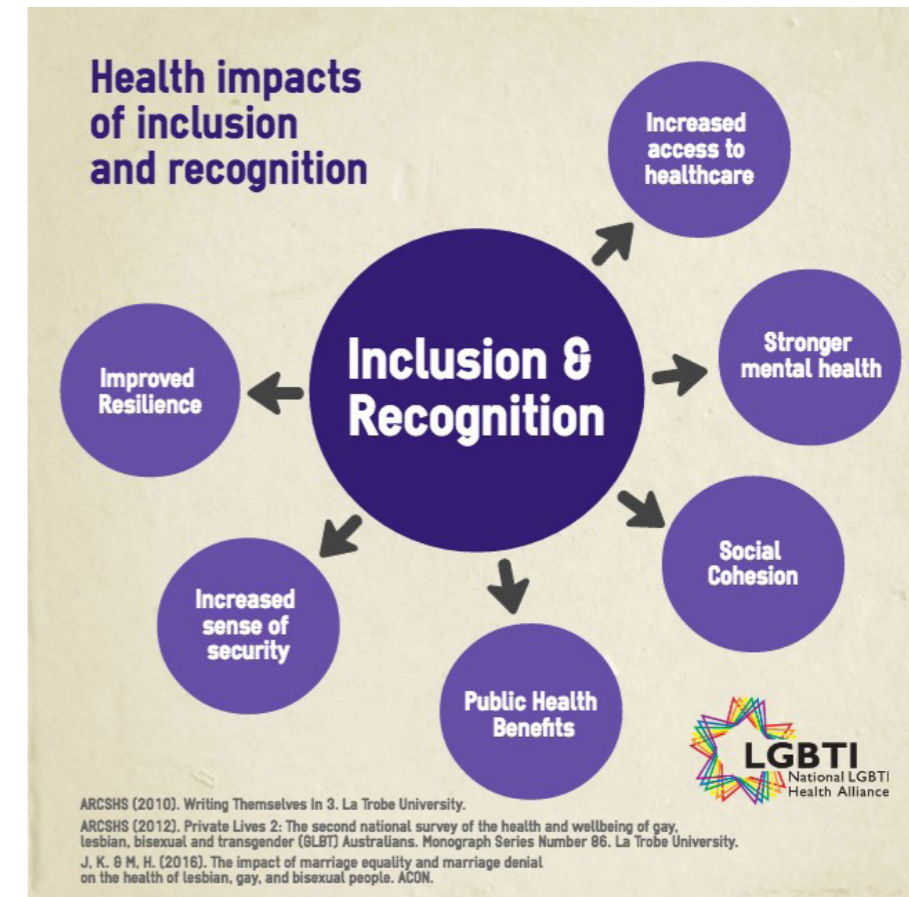 Health impacts
of inclusion
and recognition
Increased
access to
healthcare
Inclusion &
Recognition
Stronger
mental health
Improved
Resilience
Social
Cohesion
Increased
sense of
security
Public Health
Benefits
LGBTI
National LGBTI
Health Alliance
ARCSHS (2010). Writing Themselves In 3. La Trobe University.
ARCSHS (2012). Private Lives 2: The second national survey of the health and wellbeing of gay,
lesbian, bisexual and transgender (GLBT) Australians. Monograph Series Number 86. La Trobe University.
J, K. & M, H. (2016). The impact of marriage equality and marriage denial
on the health of lesbian, gay, and bisexual people. ACON.